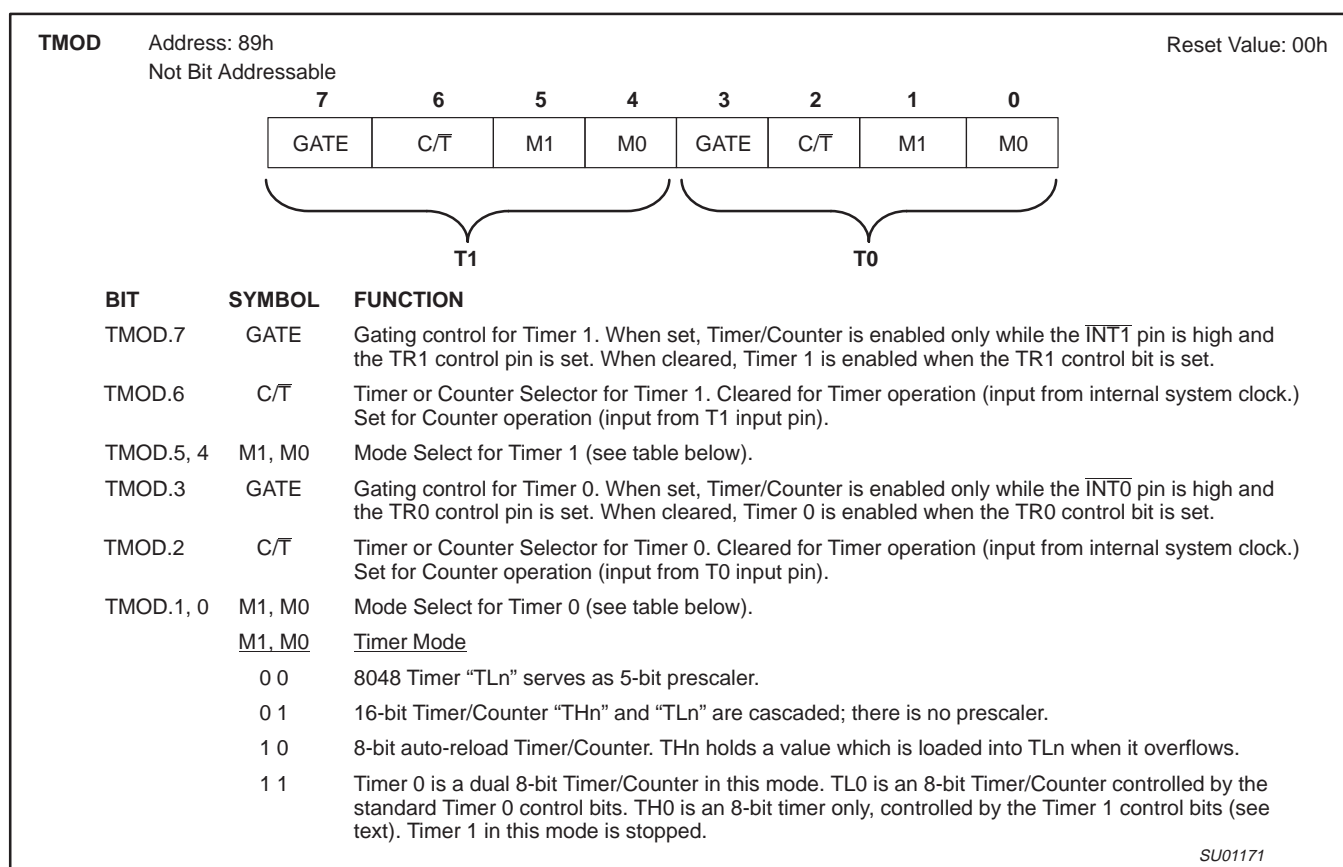 TMOD Address: 89h Reset Value: 00h
Not Bit Addressable
7 6 5 4 3 2 1 0
GATE C/T̅ M1 M0 GATE C/T̅ M1 M0
T1 T0
BIT SYMBOL FUNCTION
TMOD.7 GATE Gating control for Timer 1. When set, Timer/Counter is enabled only while the I̅N̅T̅1̅ pin is high and
the TR1 control pin is set. When cleared, Timer 1 is enabled when the TR1 control bit is set.
TMOD.6 C/T̅ Timer or Counter Selector for Timer 1. Cleared for Timer operation (input from internal system clock.)
Set for Counter operation (input from T1 input pin).
TMOD.5, 4 M1, M0 Mode Select for Timer 1 (see table below).
TMOD.3 GATE Gating control for Timer 0. When set, Timer/Counter is enabled only while the I̅N̅T̅0̅ pin is high and
the TR0 control pin is set. When cleared, Timer 0 is enabled when the TR0 control bit is set.
TMOD.2 C/T̅ Timer or Counter Selector for Timer 0. Cleared for Timer operation (input from internal system clock.)
Set for Counter operation (input from T0 input pin).
TMOD.1, 0 M1, M0 Mode Select for Timer 0 (see table below).
M1, M0 Timer Mode
0 0 8048 Timer “TLn” serves as 5-bit prescaler.
0 1 16-bit Timer/Counter “THn” and “TLn” are cascaded; there is no prescaler.
1 0 8-bit auto-reload Timer/Counter. THn holds a value which is loaded into TLn when it overflows.
1 1 Timer 0 is a dual 8-bit Timer/Counter in this mode. TL0 is an 8-bit Timer/Counter controlled by the
standard Timer 0 control bits. TH0 is an 8-bit timer only, controlled by the Timer 1 control bits (see
text). Timer 1 in this mode is stopped.
SU01171